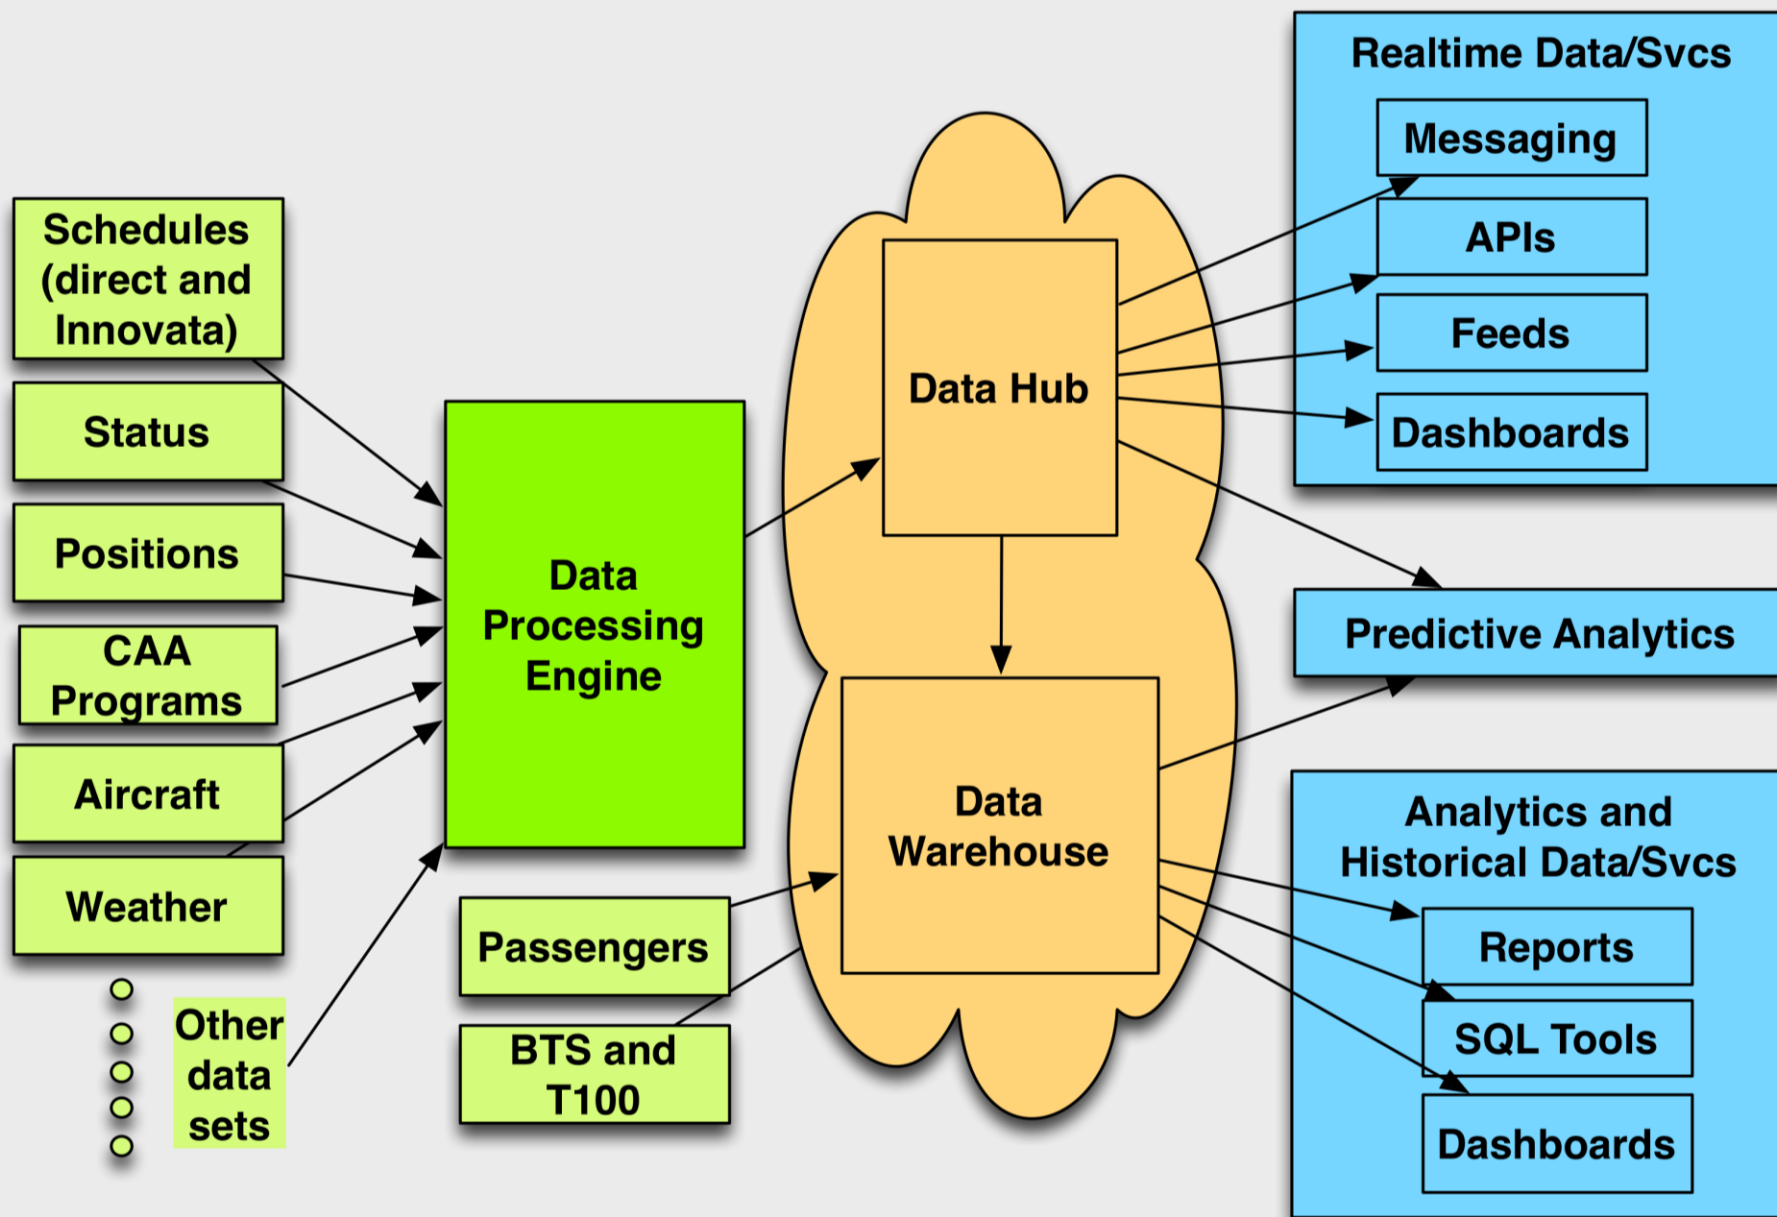 Schedules
(direct and
Innovata)
Status
Positions
CAA
Programs
Aircraft
Weather
Other
data
sets
Data
Processing
Engine
Passengers
BTS and
T100
Data Hub
Data
Warehouse
Realtime Data/Svcs
Messaging
APIs
Feeds
Dashboards
Predictive Analytics
Analytics and
Historical Data/Svcs
Reports
SQL Tools
Dashboards